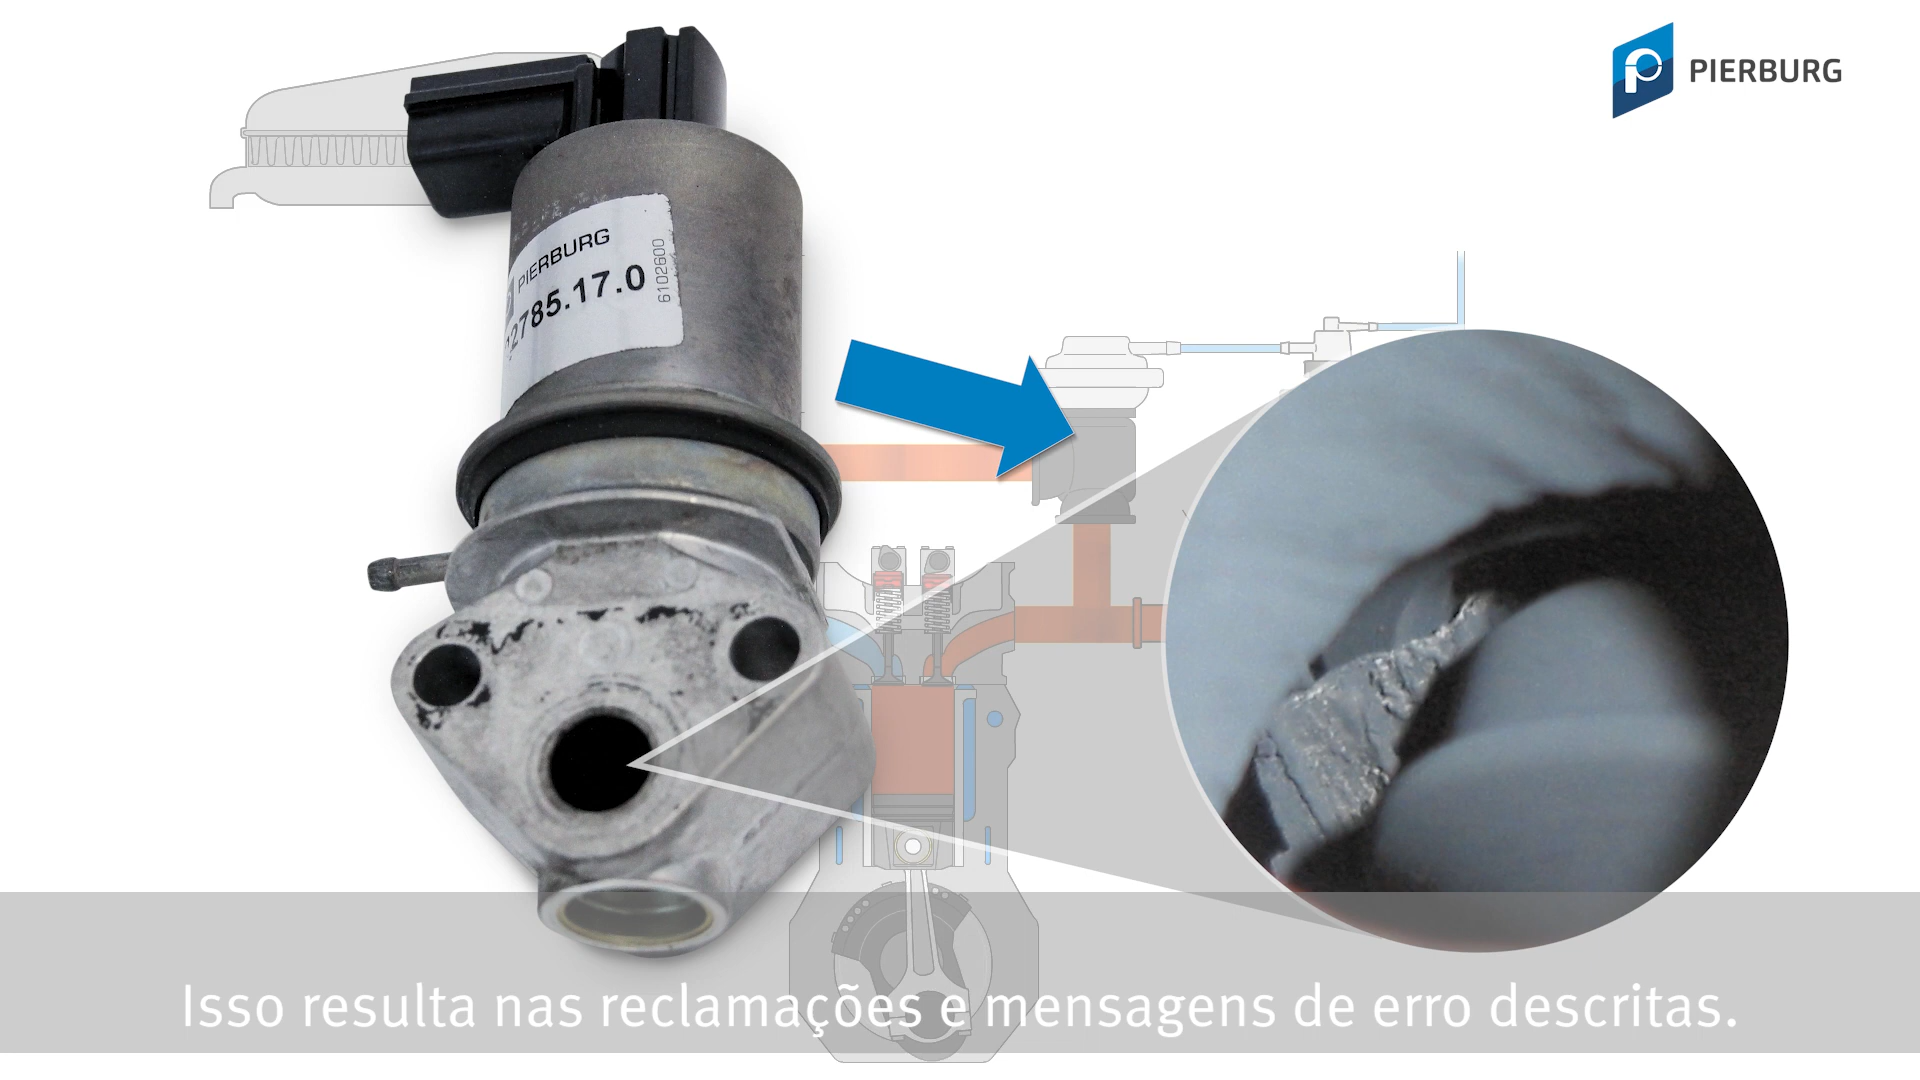 PIERBURG
PIERBURG
2785.17.0
6102600
Isso resulta nas reclamações e mensagens de erro descritas.